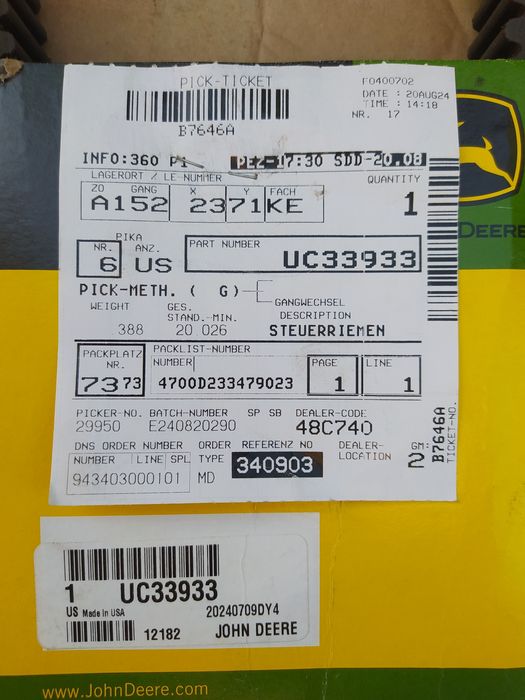 PICK-TICKET
B7646A
F0400702
DATE : 20AUG24
TIME : 14:18
NR. 17
INFO:360
PEZ-17:30 SDD-20.08
LAGERORT / LE-NUMMER
QUANTITY
ZO GANG X Y FACH
A152 2371KE 1
PIKA
NR. ANZ. PART NUMBER
6 US UC33933
PICK-METH. ( G)
GANGWECHSEL
WEIGHT GES. DESCRIPTION
STAND.-MIN.
.388 20.026 STEUERRIEMEN
PACKPLATZ PACKLIST-NUMBER
NR. NUMBER PAGE LINE
7373 4700D233479023 1 1
PICKER-NO. BATCH-NUMBER SP SB DEALER-CODE
29950 E240820290 48C740
DNS ORDER NUMBER ORDER REFERENZ NO DEALER-
NUMBER LINE SPL TYPE 340903 LOCATION
943403000101 MD
GM:
2
B7646A
TICKET-NO.
DEERE
1 UC33933
US Made in USA 20240709DY4
12182 JOHN DEERE
www.JohnDeere.com